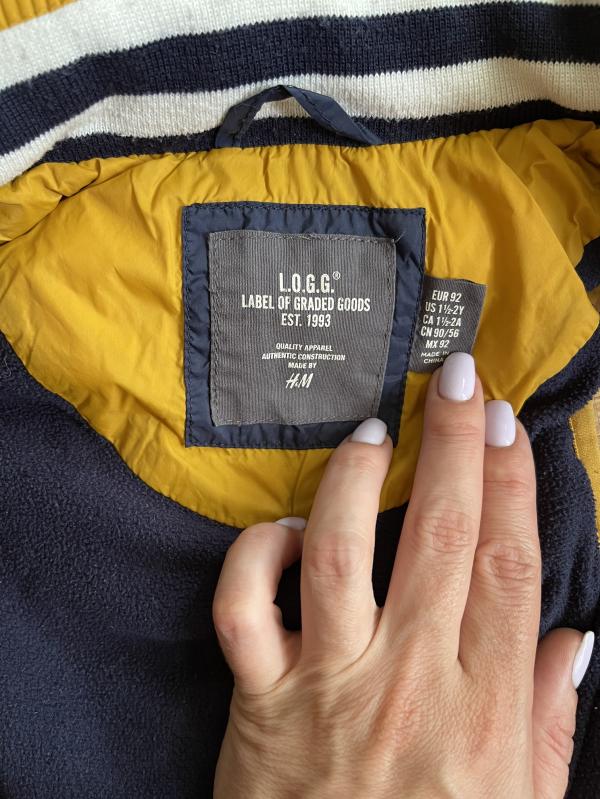 L.O.G.G.®
LABEL OF GRADED GOODS
EST. 1993
QUALITY APPAREL
AUTHENTIC CONSTRUCTION
MADE BY
H&M
EUR 92
US 1½-2Y
CA 1½-2A
CN 90/56
MX 92
MADE IN
CHINA